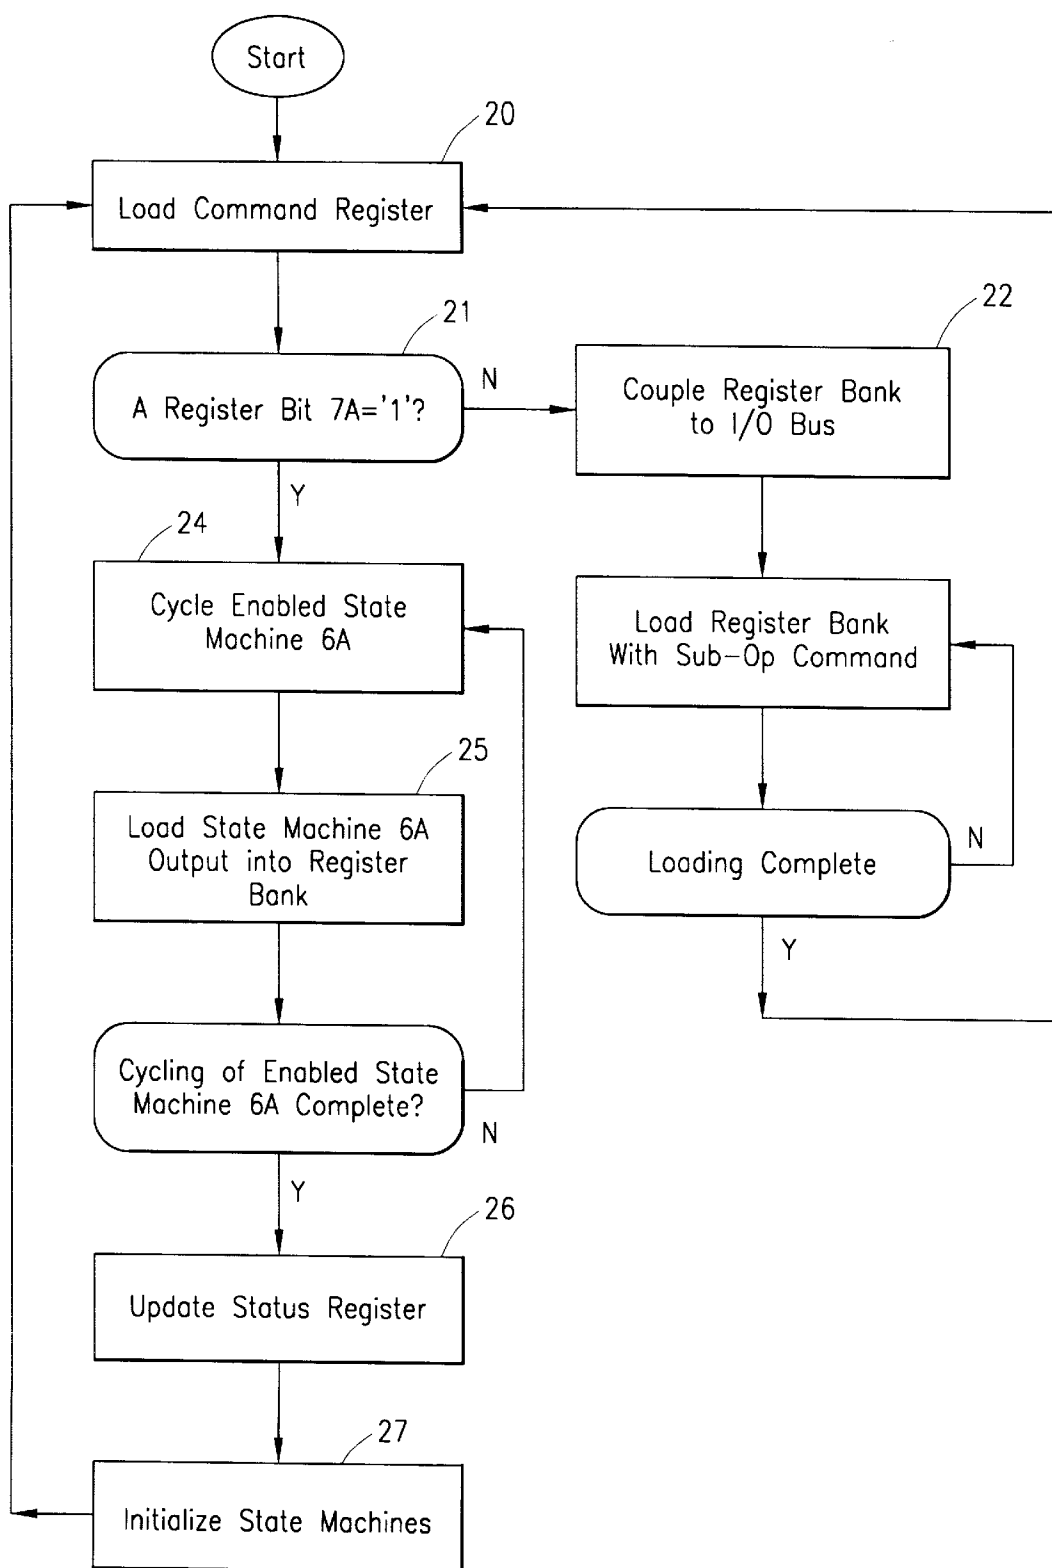 Start
20
Load Command Register
21
22
A Register Bit 7A='1'?
N
Couple Register Bank
to I/O Bus
Y
24
Cycle Enabled State
Machine 6A
Load Register Bank
With Sub-Op Command
25
Load State Machine 6A
Output into Register
Bank
Loading Complete
N
Y
Cycling of Enabled State
Machine 6A Complete?
N
Y
26
Update Status Register
27
Initialize State Machines